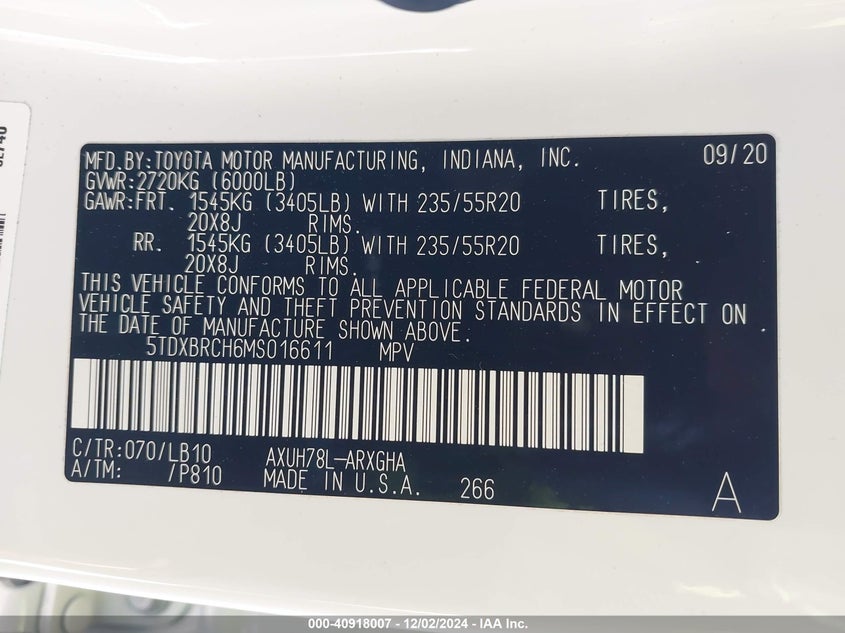 MFD.BY:TOYOTA MOTOR MANUFACTURING, INDIANA, INC. 09/20
GVWR:2720KG (6000LB)
GAWR:FRT. 1545KG (3405LB) WITH 235/55R20 TIRES,
20X8J RIMS.
RR. 1545KG (3405LB) WITH 235/55R20 TIRES,
20X8J RIMS.
THIS VEHICLE CONFORMS TO ALL APPLICABLE FEDERAL MOTOR
VEHICLE SAFETY AND THEFT PREVENTION STANDARDS IN EFFECT ON
THE DATE OF MANUFACTURE SHOWN ABOVE.
5TDXBRCH6MS016611 MPV
C/TR:070/LB10 AXUH78L-ARXGHA
A/TM: /P810 MADE IN U.S.A. 266 A
000-40918007 - 12/02/2024 - IAA Inc.